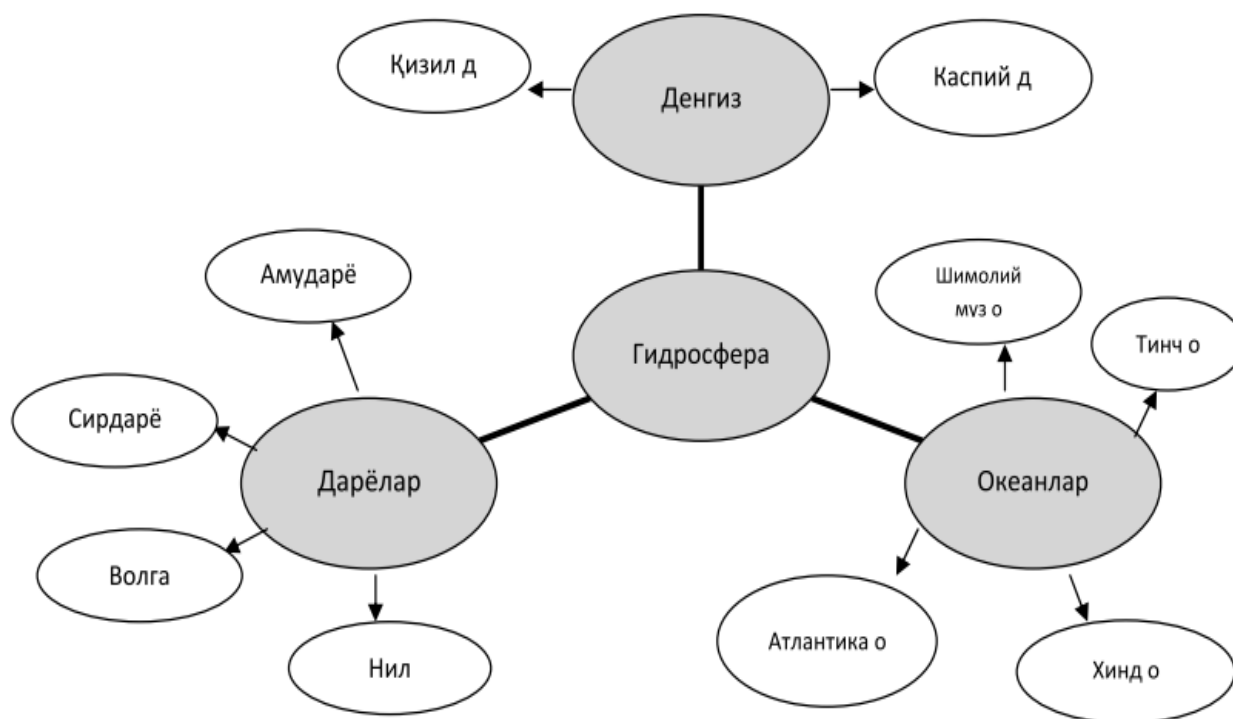 Қизил д
Денгиз
Каспий д
Амударё
Шимолий
муз о
Тинч о
Гидросфера
Сирдарё
Дарёлар
Океанлар
Волга
Атлантика о
Нил
Хинд о